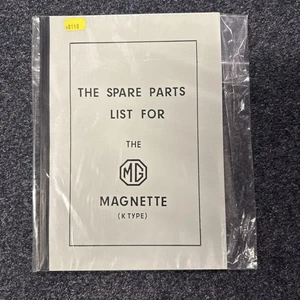 THE SPARE PARTS
LIST FOR
THE
MG
MAGNETTE
(K TYPE)